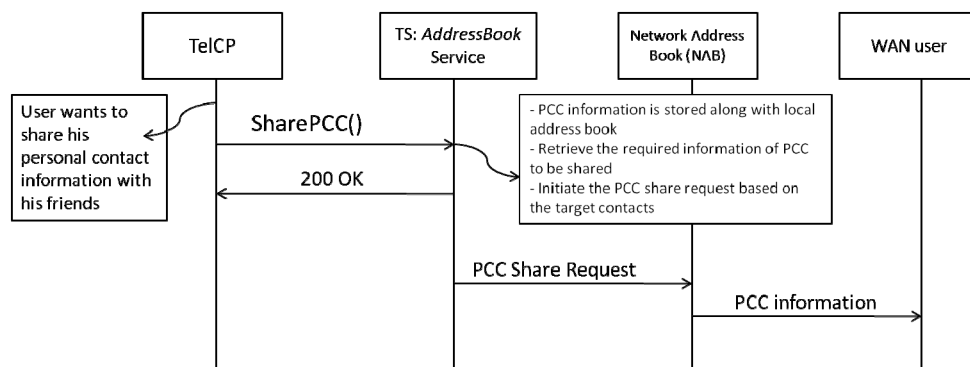 TelCP
TS: AddressBook
Service
Network Address
Book (NAB)
WAN user
User wants to
share his
personal contact
information with
his friends
SharePCC()
200 OK
- PCC information is stored along with local
address book
- Retrieve the required information of PCC
to be shared
- Initiate the PCC share request based on
the target contacts
PCC Share Request
PCC information